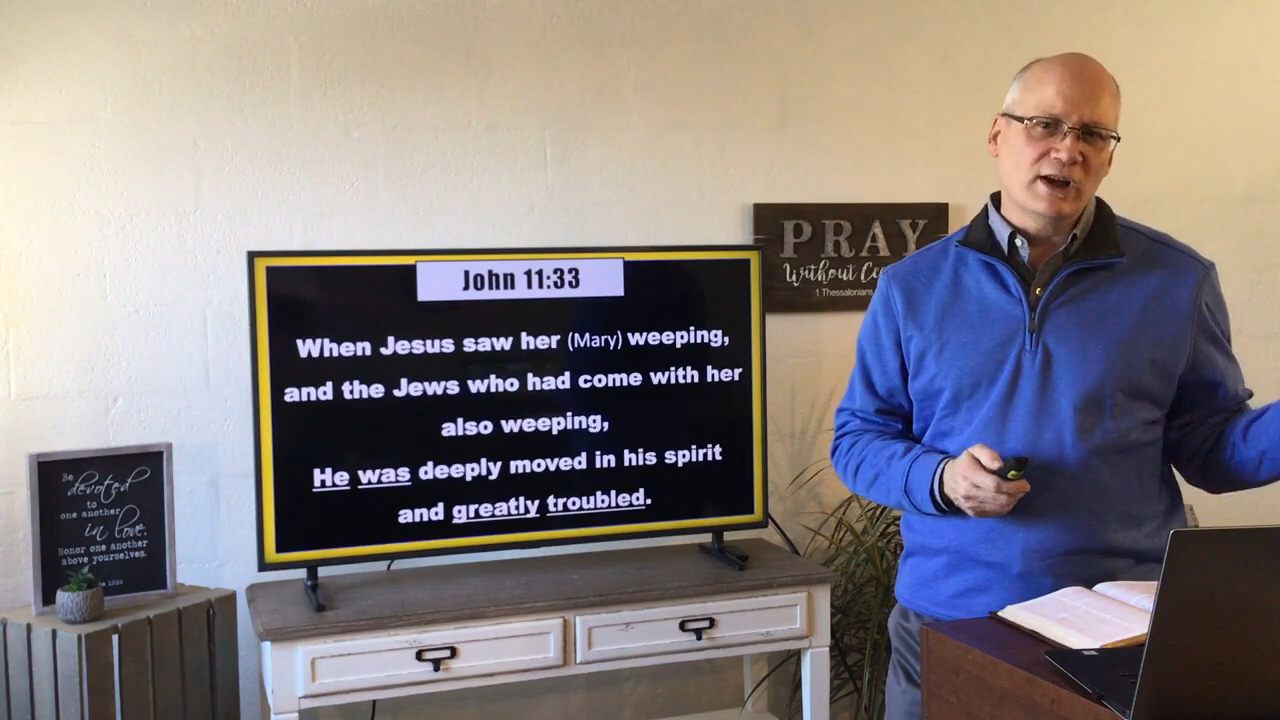 John 11:33
When Jesus saw her (Mary) weeping,
and the Jews who had come with her
also weeping,
He was deeply moved in his spirit
and greatly troubled.
PRAY
Without
1 Thessalonians
Be
devoted
to
one another
in love.
Honor one another
above yourselves.